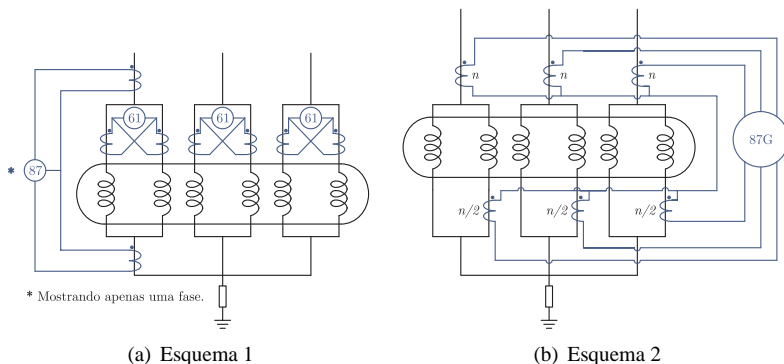 61 61 61
* 87
* Mostrando apenas uma fase.
(a) Esquema 1
n n n
87G
n/2 n/2 n/2
(b) Esquema 2